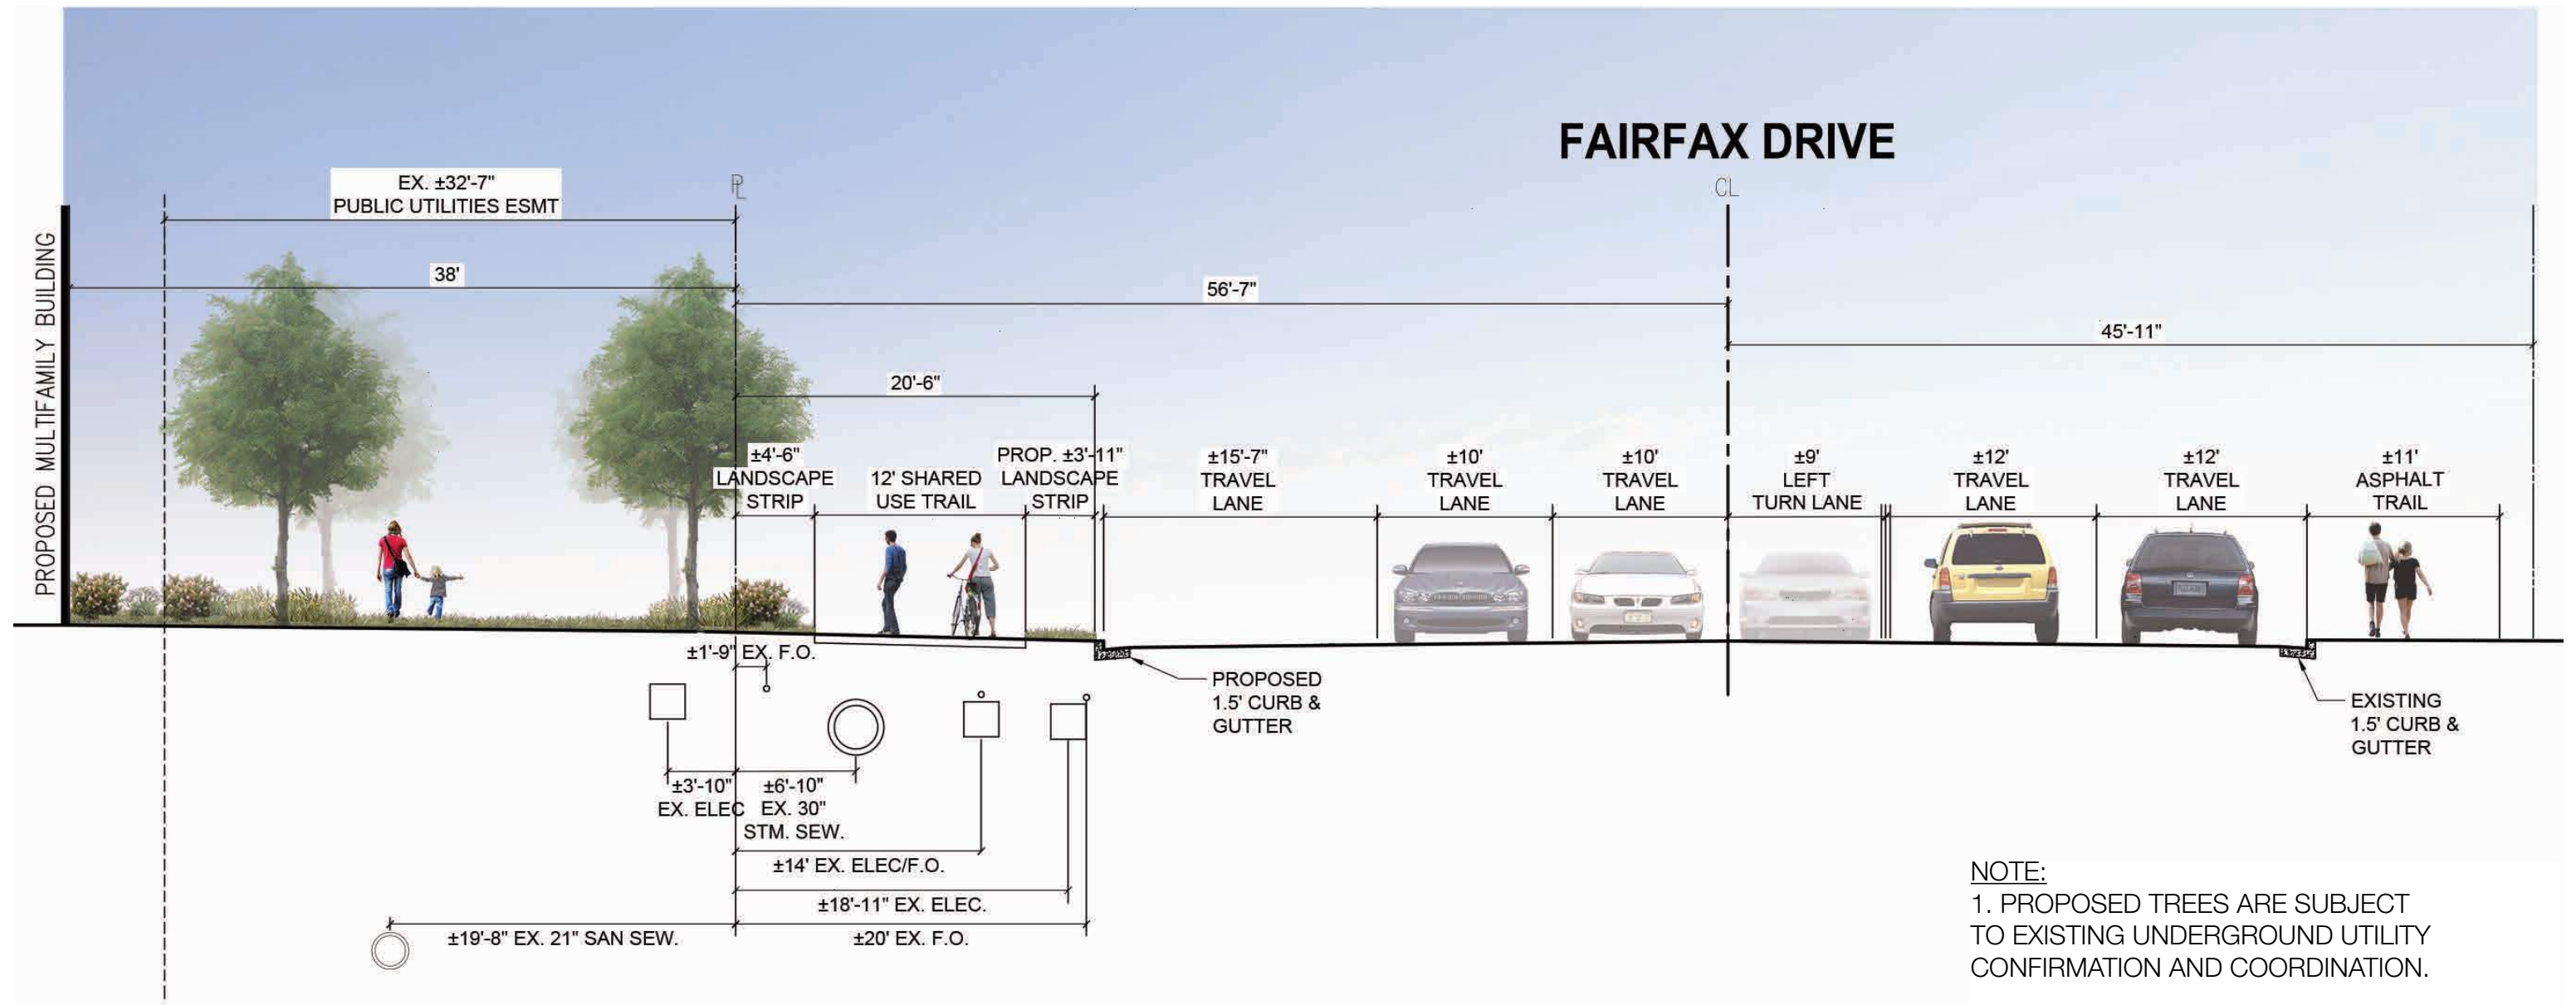 FAIRFAX DRIVE
EX. ±32'-7"
PUBLIC UTILITIES ESMT
PL
CL
PROPOSED MULTIFAMILY BUILDING
38'
56'-7"
45'-11"
20'-6"
±4'-6"
LANDSCAPE
STRIP
12' SHARED
USE TRAIL
PROP. ±3'-11"
LANDSCAPE
STRIP
±15'-7"
TRAVEL
LANE
±10'
TRAVEL
LANE
±10'
TRAVEL
LANE
±9'
LEFT
TURN LANE
±12'
TRAVEL
LANE
±12'
TRAVEL
LANE
±11'
ASPHALT
TRAIL
±1'-9" EX. F.O.
PROPOSED
1.5' CURB &
GUTTER
EXISTING
1.5' CURB &
GUTTER
±3'-10"
EX. ELEC
±6'-10"
EX. 30"
STM. SEW.
±14' EX. ELEC/F.O.
±18'-11" EX. ELEC.
±19'-8" EX. 21" SAN SEW.
±20' EX. F.O.
NOTE:
1. PROPOSED TREES ARE SUBJECT
TO EXISTING UNDERGROUND UTILITY
CONFIRMATION AND COORDINATION.